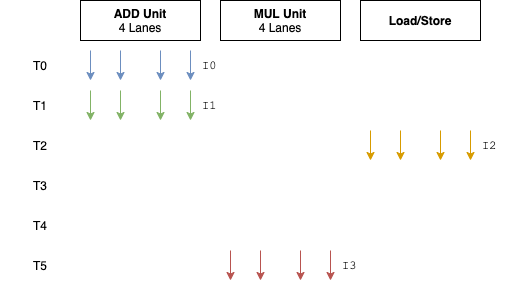 ADD Unit
4 Lanes
MUL Unit
4 Lanes
Load/Store
T0 I0
T1 I1
T2 I2
T3
T4
T5 I3